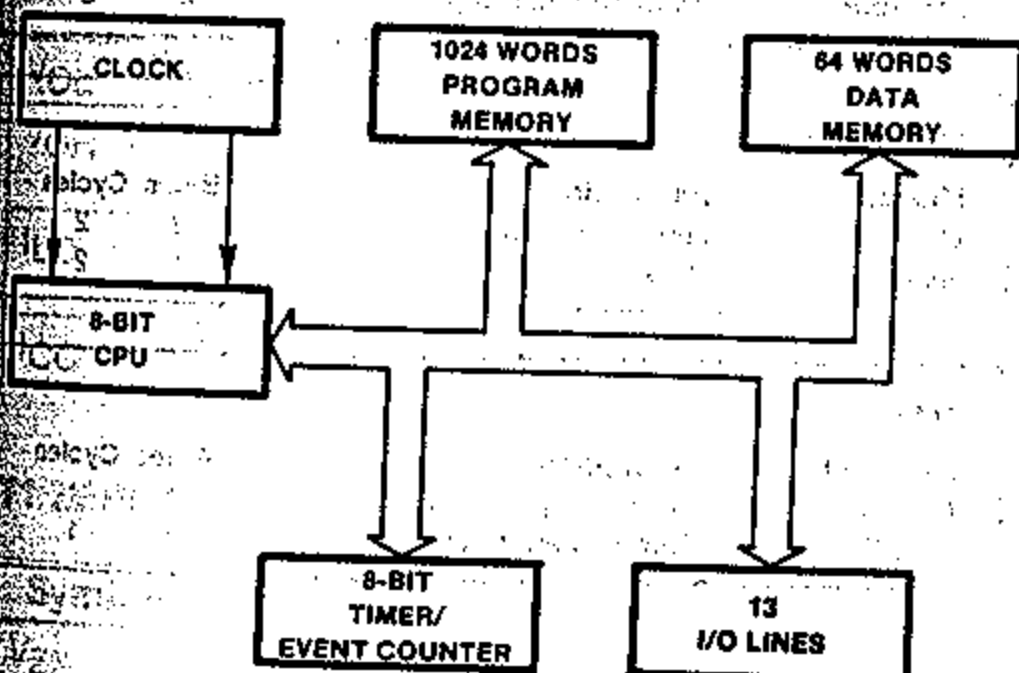 CLOCK
1024 WORDS
PROGRAM
MEMORY
64 WORDS
DATA
MEMORY
8-BIT
CPU
8-BIT
TIMER/
EVENT COUNTER
13
I/O LINES